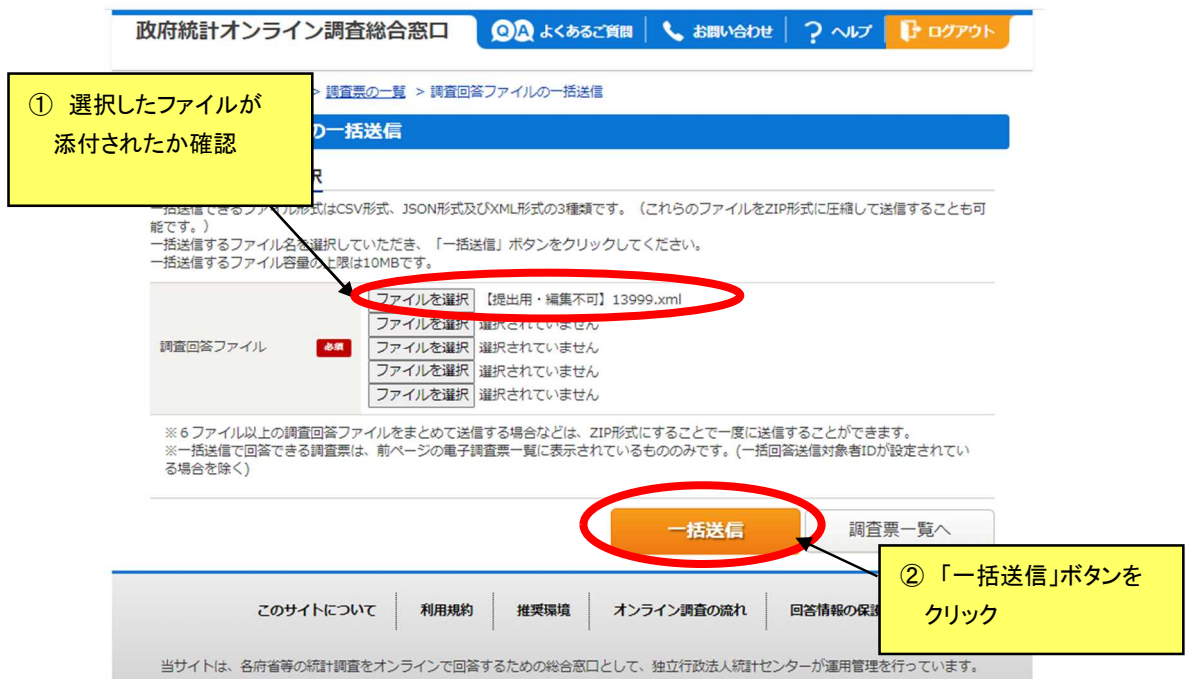 政府統計オンライン調査総合窓口
QA よくあるご質問
お問い合わせ
? ヘルプ
ログアウト
① 選択したファイルが
添付されたか確認
> 調査票の一覧 > 調査回答ファイルの一括送信
の一括送信
択
一括送信できるファイル形式はCSV形式、JSON形式及びXML形式の3種類です。（これらのファイルをZIP形式に圧縮して送信することも可
能です。）
一括送信するファイル名を選択していただき、「一括送信」ボタンをクリックしてください。
一括送信するファイル容量の上限は10MBです。
調査回答ファイル 必須
ファイルを選択 【提出用・編集不可】13999.xml
ファイルを選択 選択されていません
ファイルを選択 選択されていません
ファイルを選択 選択されていません
ファイルを選択 選択されていません
※６ファイル以上の調査回答ファイルをまとめて送信する場合などは、ZIP形式にすることで一度に送信することができます。
※一括送信で回答できる調査票は、前ページの電子調査票一覧に表示されているもののみです。(一括回答送信対象者IDが設定されてい
る場合を除く)
一括送信
調査票一覧へ
② 「一括送信」ボタンを
クリック
このサイトについて
利用規約
推奨環境
オンライン調査の流れ
回答情報の保護
当サイトは、各府省等の統計調査をオンラインで回答するための総合窓口として、独立行政法人統計センターが運用管理を行っています。